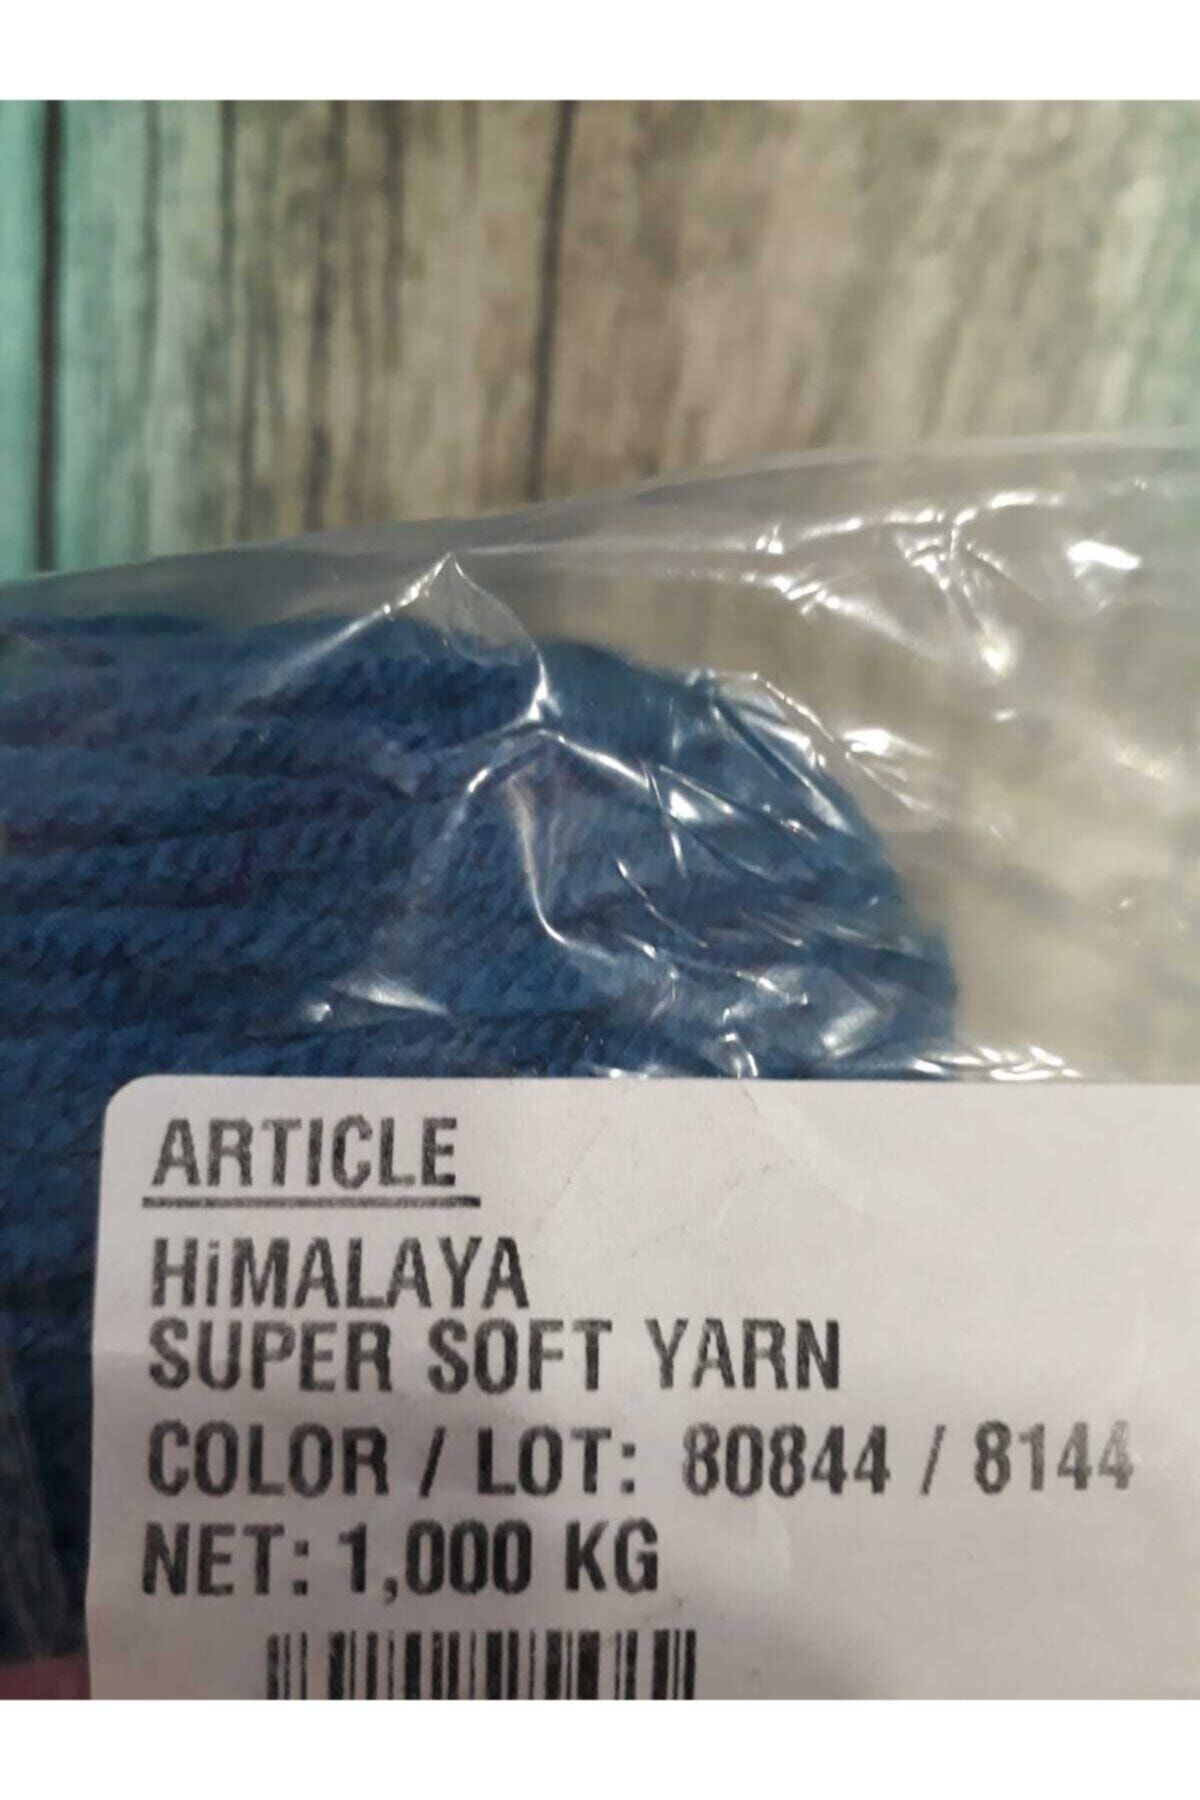 ARTICLE
HiMALAYA
SUPER SOFT YARN
COLOR / LOT: 80844 / 8144
NET: 1,000 KG